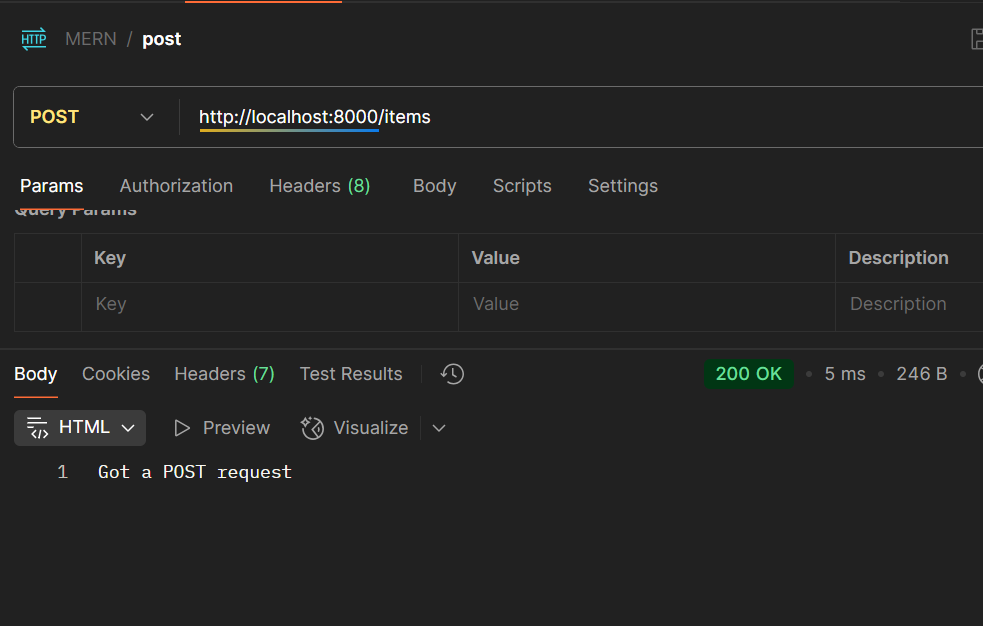 HTTP MERN / post
POST http://localhost:8000/items
Params Authorization Headers (8) Body Scripts Settings
Query Params
Key Value Description
Key Value Description
Body Cookies Headers (7) Test Results 200 OK • 5 ms • 246 B •
HTML Preview Visualize
1 Got a POST request